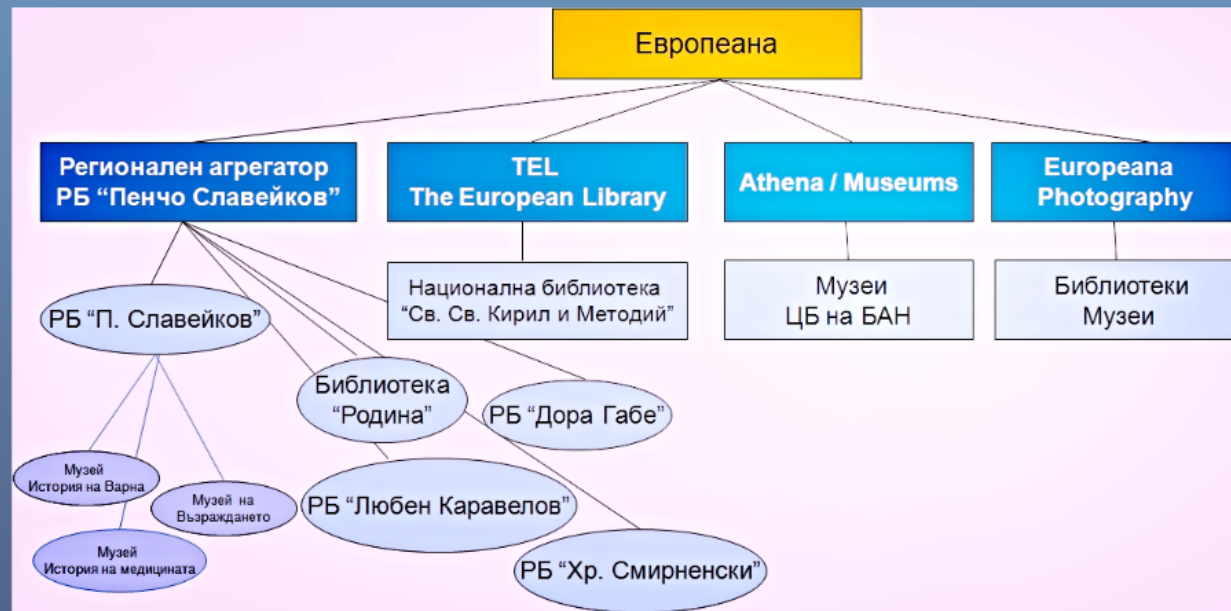 Европеана
Регионален агрегатор
РБ “Пенчо Славейков”
TEL
The European Library
Athena / Museums
Europeana
Photography
Национална библиотека
“Св. Св. Кирил и Методий”
Музеи
ЦБ на БАН
Библиотеки
Музеи
РБ “П. Славейков”
Библиотека
“Родина”
РБ “Дора Габе”
Музей
История на Варна
Музей на
Възраждането
РБ “Любен Каравелов”
Музей
История на медицината
РБ “Хр. Смирненски”